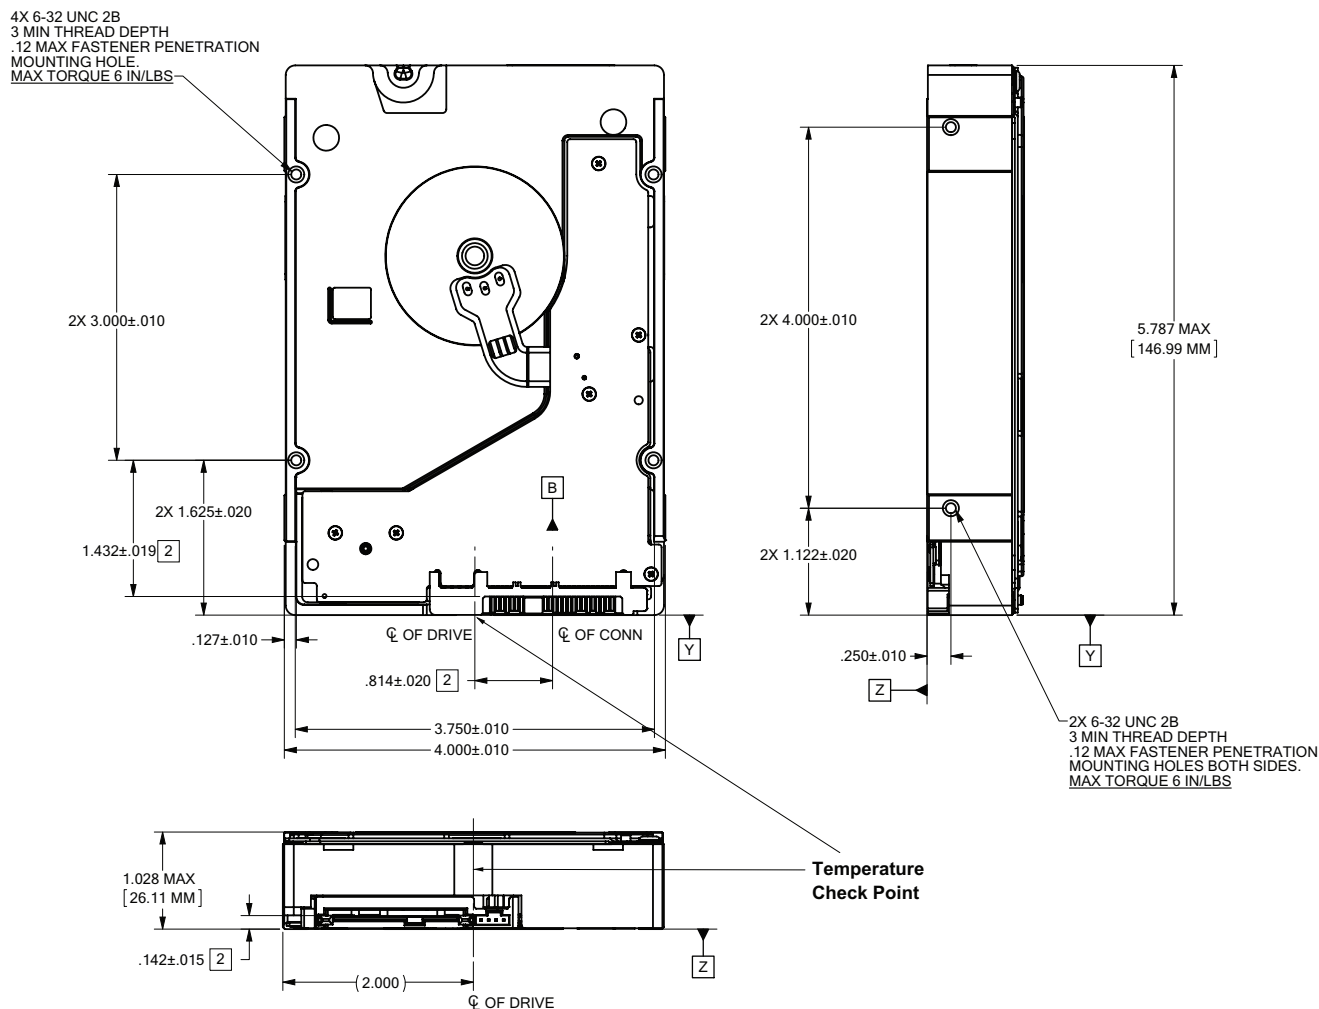 4X 6-32 UNC 2B
3 MIN THREAD DEPTH
.12 MAX FASTENER PENETRATION
MOUNTING HOLE.
MAX TORQUE 6 IN/LBS
2X 3.000±.010
2X 4.000±.010
5.787 MAX
[146.99 MM]
B
2X 1.625±.020
1.432±.019 2
2X 1.122±.020
.127±.010
℄ OF DRIVE
℄ OF CONN
Y
.250±.010
Y
.814±.020 2
Z
3.750±.010
4.000±.010
2X 6-32 UNC 2B
3 MIN THREAD DEPTH
.12 MAX FASTENER PENETRATION
MOUNTING HOLES BOTH SIDES.
MAX TORQUE 6 IN/LBS
1.028 MAX
[26.11 MM]
Temperature
Check Point
.142±.015 2
Z
(2.000)
℄ OF DRIVE